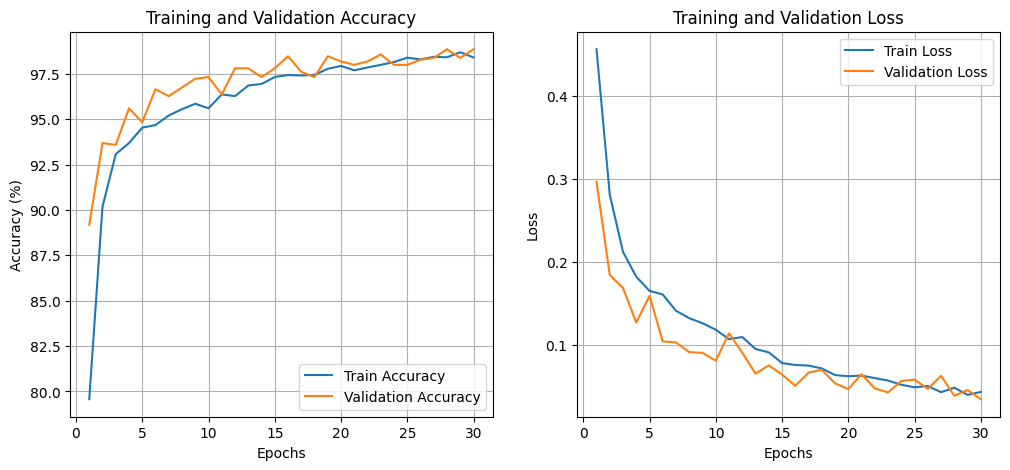 Training and Validation Accuracy
Accuracy (%)
97.5
95.0
92.5
90.0
87.5
85.0
82.5
80.0
Train Accuracy
Validation Accuracy
0 5 10 15 20 25 30
Epochs
Training and Validation Loss
Loss
Train Loss
Validation Loss
0.4
0.3
0.2
0.1
0 5 10 15 20 25 30
Epochs